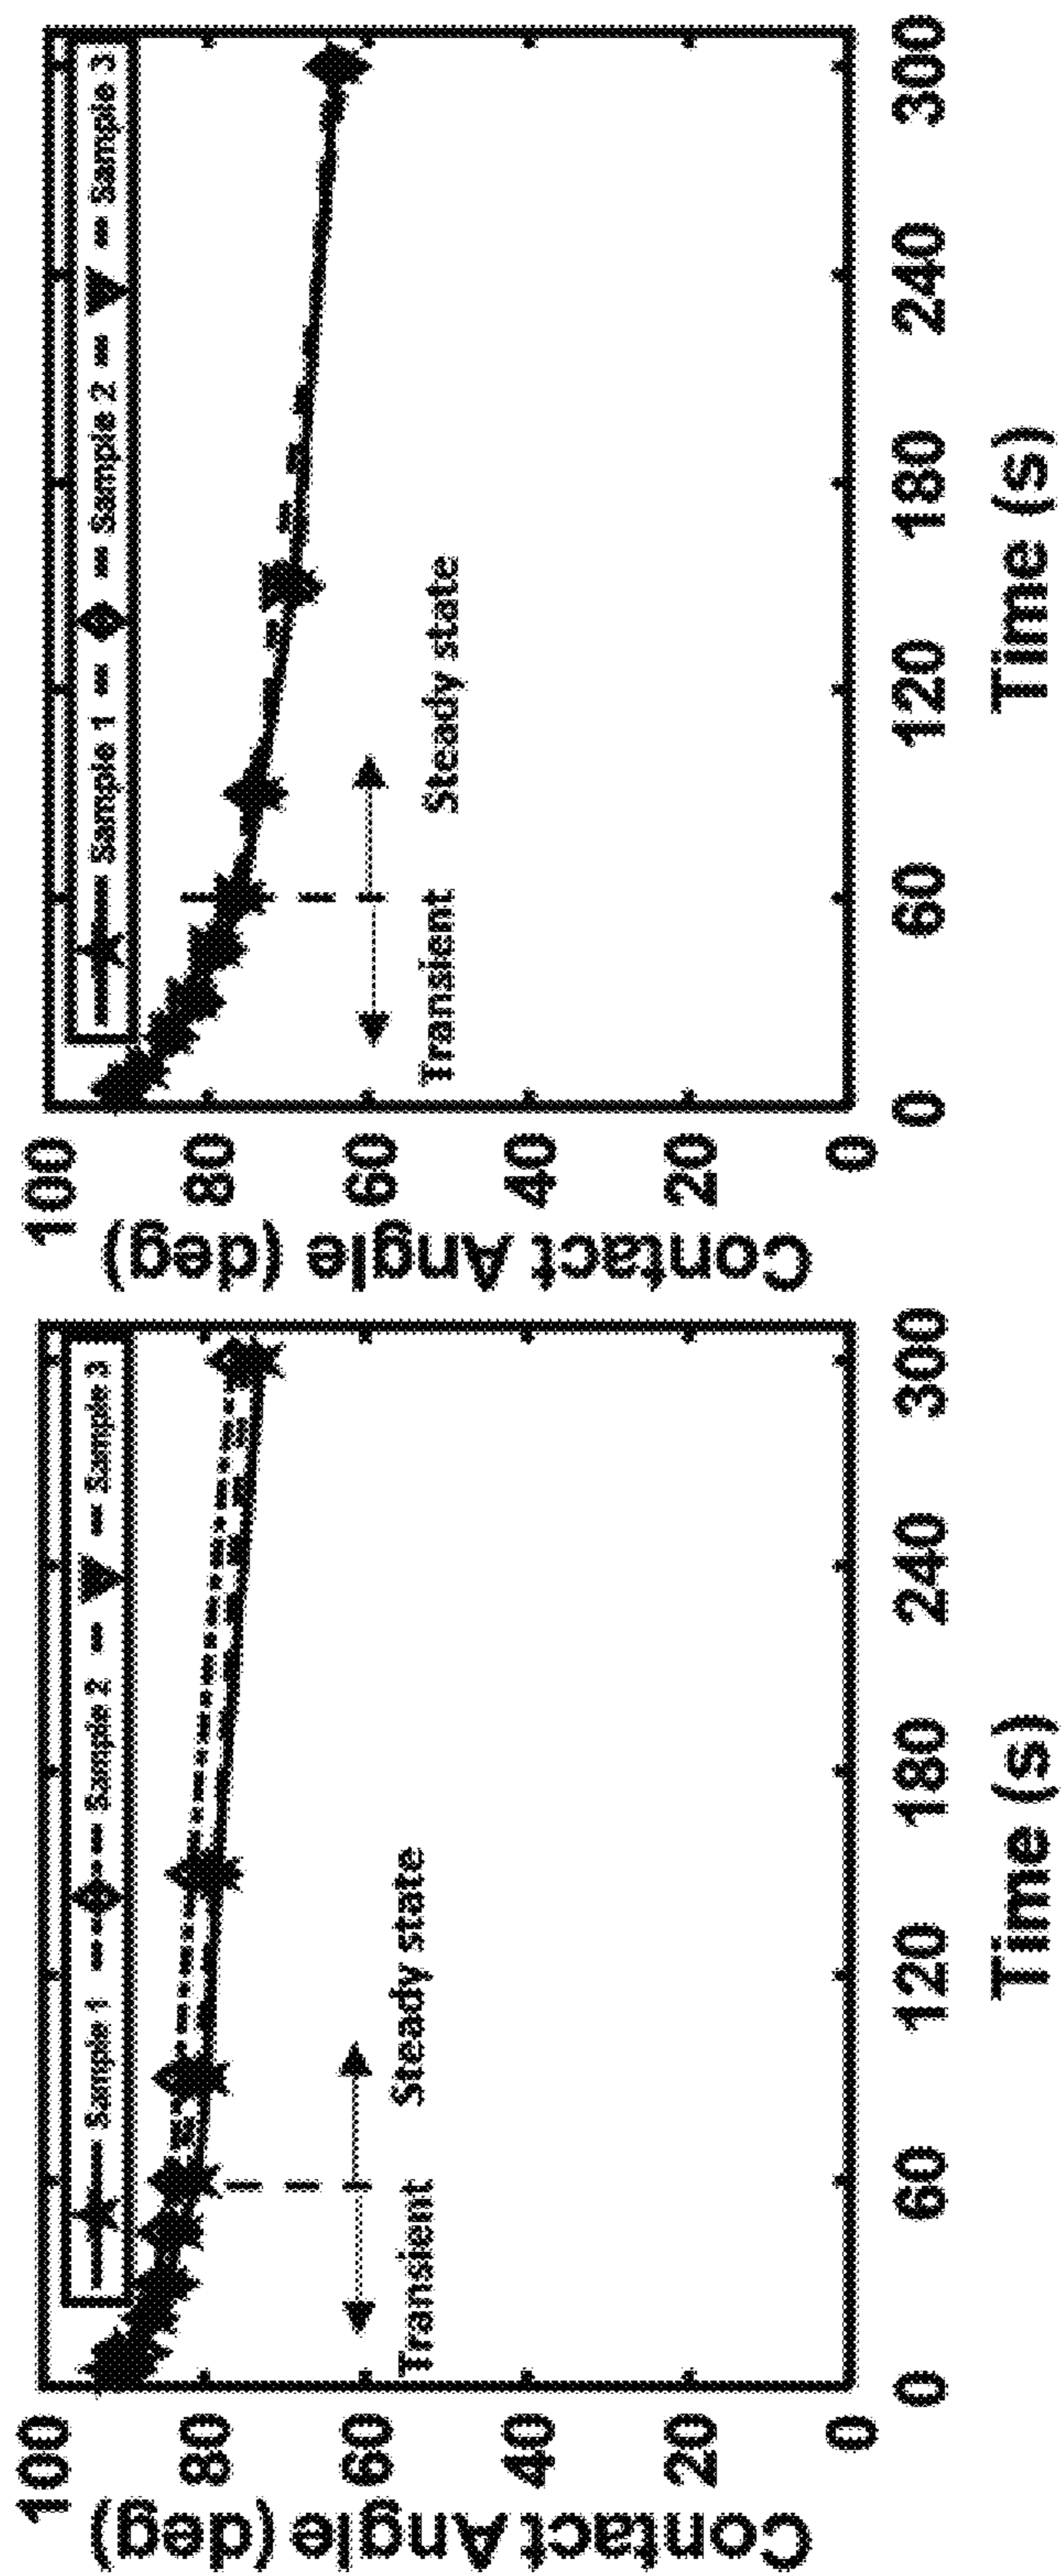 Sample 1 Sample 2 Sample 3
Contact Angle (deg)
100
80
60
40
20
0
Transient Steady state
0 60 120 180 240 300
Time (s)
Sample 1 Sample 2 Sample 3
Contact Angle (deg)
100
80
60
40
20
0
Transient Steady state
0 60 120 180 240 300
Time (s)